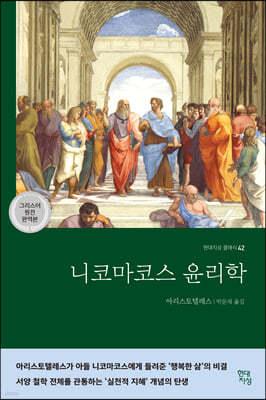 그리스어
원전
완역본
현대지성 클래식 42
니코마코스 윤리학
아리스토텔레스 | 박문재 옮김
아리스토텔레스가 아들 니코마코스에게 들려준 '행복한 삶'의 비결
서양 철학 전체를 관통하는 '실천적 지혜' 개념의 탄생
현대
지성